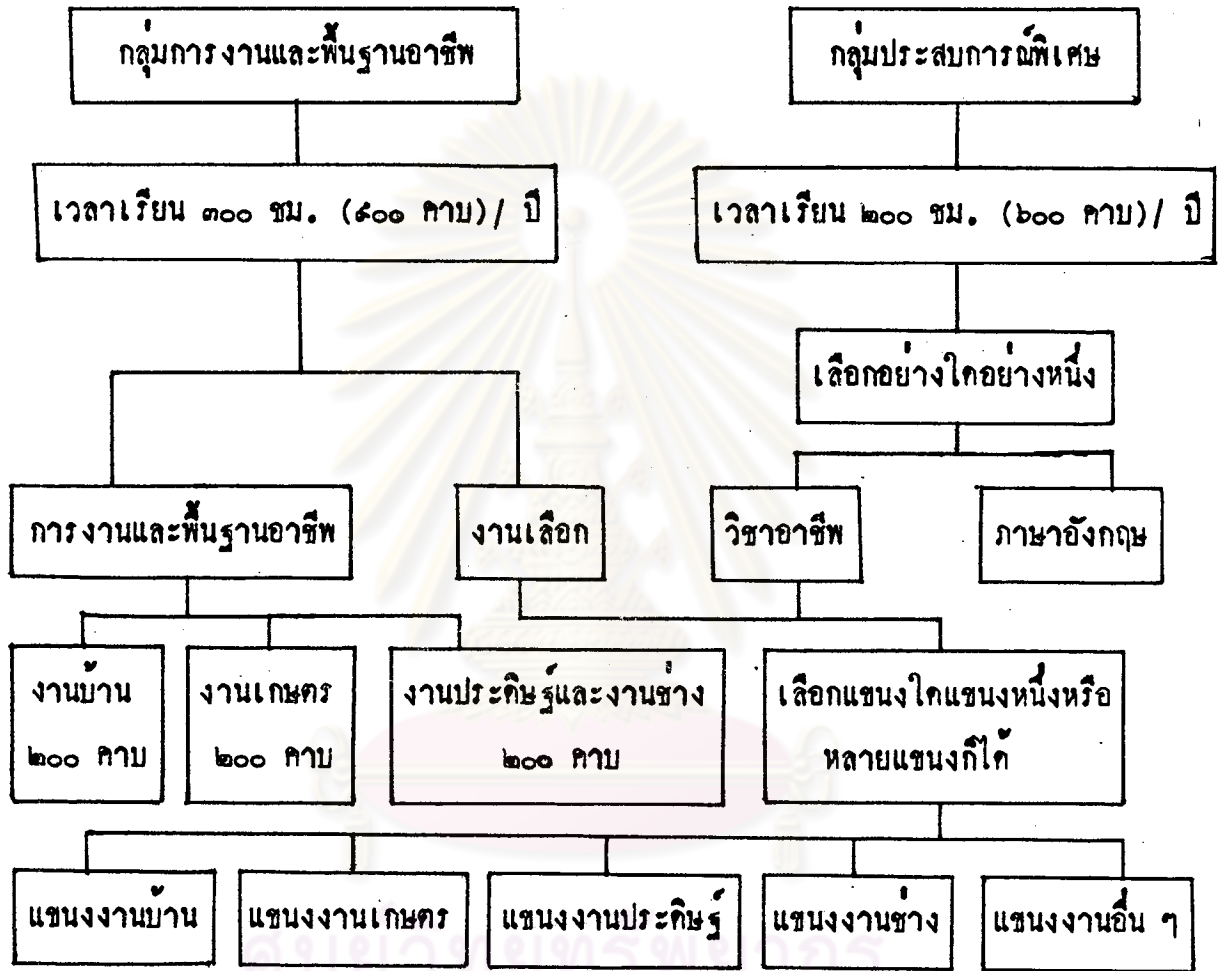 กลุ่มการงานและพื้นฐานอาชีพ
กลุ่มประสบการณ์พิเศษ
เวลาเรียน ๓๐๐ ชม. (๙๐๐ คาบ)/ ปี
เวลาเรียน ๒๐๐ ชม. (๖๐๐ คาบ)/ ปี
เลือกอย่างใดอย่างหนึ่ง
การงานและพื้นฐานอาชีพ
งานเลือก
วิชาอาชีพ
ภาษาอังกฤษ
งานบ้าน
๒๐๐ คาบ
งานเกษตร
๒๐๐ คาบ
งานประดิษฐ์และงานช่าง
๒๐๐ คาบ
เลือกแขนงใดแขนงหนึ่งหรือ
หลายแขนงก็ได้
แขนงงานบ้าน
แขนงงานเกษตร
แขนงงานประดิษฐ์
แขนงงานช่าง
แขนงงานอื่น ๆ
ศูนย์วิทยทรัพยากร